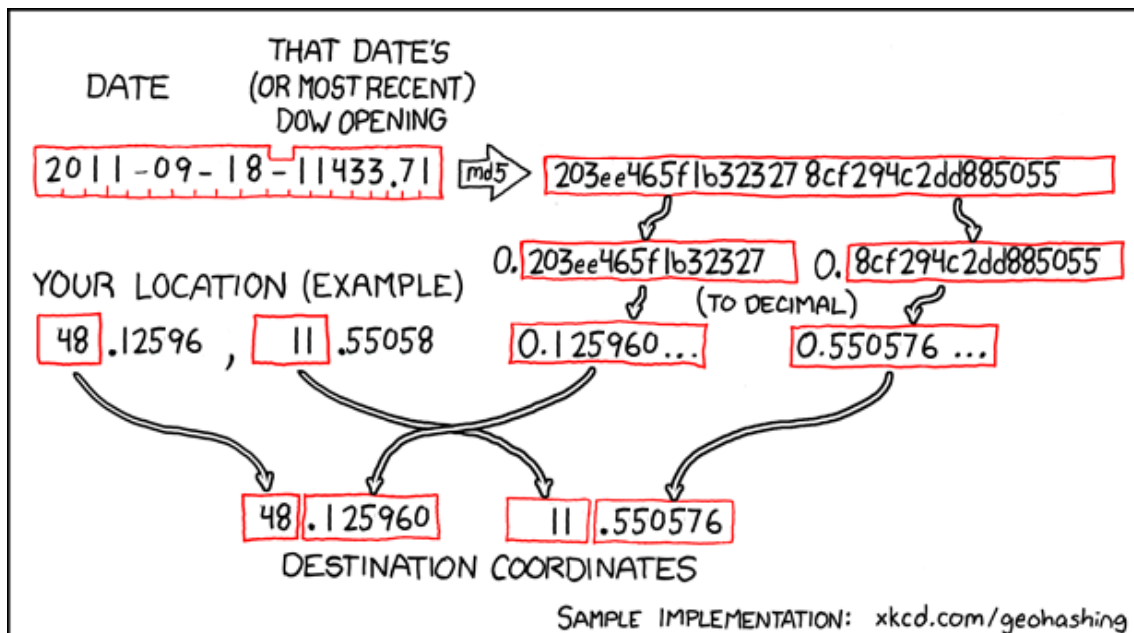 DATE
THAT DATE'S
(OR MOST RECENT)
DOW OPENING
2011-09-18-11433.71
md5
203ee465f1b323278cf294c2dd885055
0.203ee465f1b32327
0.8cf294c2dd885055
YOUR LOCATION (EXAMPLE)
(TO DECIMAL)
48.12596, 11.55058
0.125960...
0.550576...
48.125960
11.550576
DESTINATION COORDINATES
SAMPLE IMPLEMENTATION: xkcd.com/geohashing